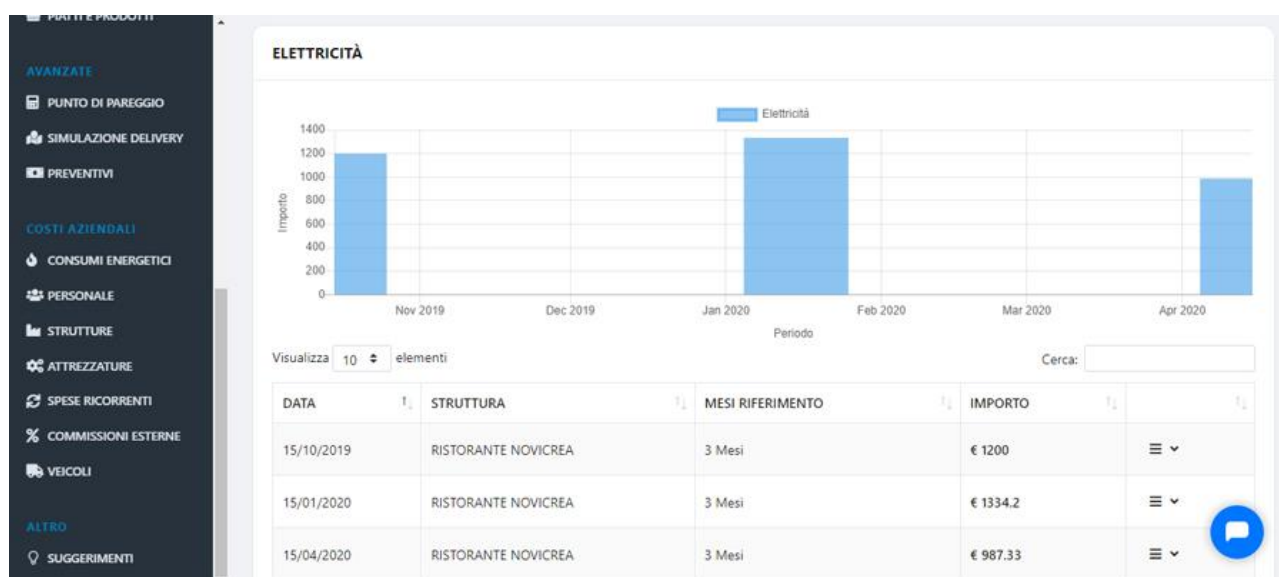 PIATTI E PRODOTTI
AVANZATE
PUNTO DI PAREGGIO
SIMULAZIONE DELIVERY
PREVENTIVI
COSTI AZIENDALI
CONSUMI ENERGETICI
PERSONALE
STRUTTURE
ATTREZZATURE
SPESE RICORRENTI
COMMISSIONI ESTERNE
VEICOLI
ALTRO
SUGGERIMENTI
ELETTRICITÀ
Elettricità
1400
1200
1000
800
600
400
200
0
Importo
Nov 2019 Dec 2019 Jan 2020 Feb 2020 Mar 2020 Apr 2020
Periodo
Visualizza 10 elementi Cerca:
DATA STRUTTURA MESI RIFERIMENTO IMPORTO
15/10/2019 RISTORANTE NOVICREA 3 Mesi € 1200
15/01/2020 RISTORANTE NOVICREA 3 Mesi € 1334.2
15/04/2020 RISTORANTE NOVICREA 3 Mesi € 987.33